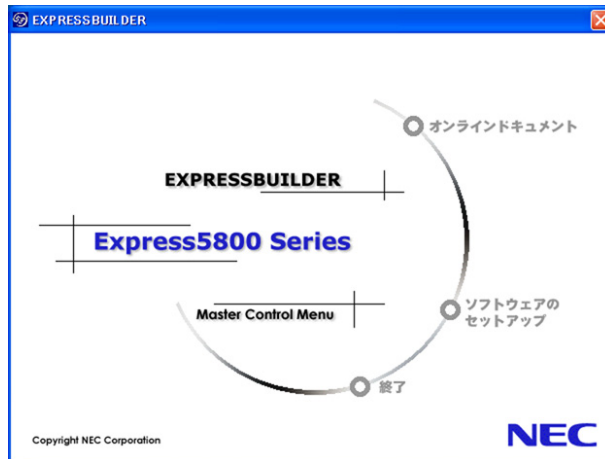 EXPRESSBUILDER
オンラインドキュメント
EXPRESSBUILDER
Express5800 Series
Master Control Menu
ソフトウェアの
セットアップ
終了
Copyright NEC Corporation
NEC